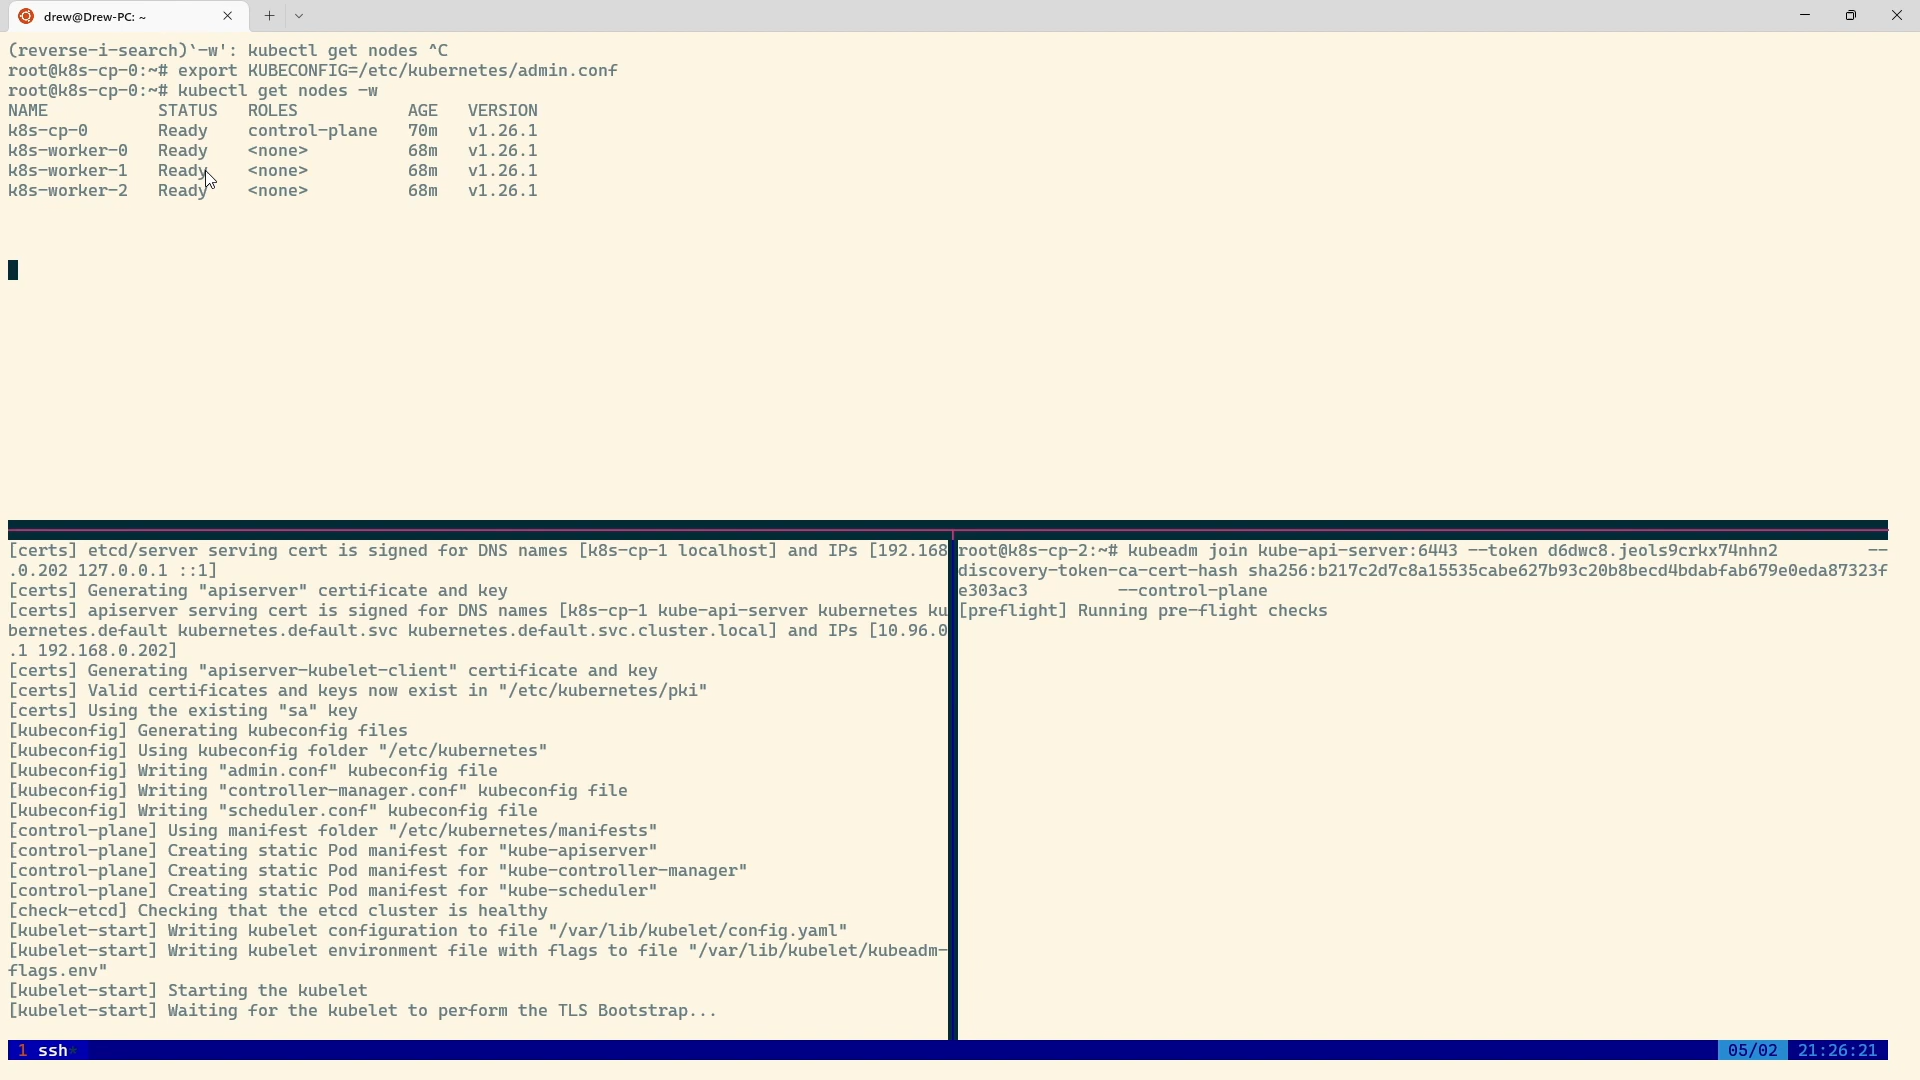 drew@Drew-PC: ~
(reverse-i-search)`-w': kubectl get nodes ^C
root@k8s-cp-0:~# export KUBECONFIG=/etc/kubernetes/admin.conf
root@k8s-cp-0:~# kubectl get nodes -w
NAME STATUS ROLES AGE VERSION
k8s-cp-0 Ready control-plane 70m v1.26.1
k8s-worker-0 Ready <none> 68m v1.26.1
k8s-worker-1 Ready <none> 68m v1.26.1
k8s-worker-2 Ready <none> 68m v1.26.1
[certs] etcd/server serving cert is signed for DNS names [k8s-cp-1 localhost] and IPs [192.168
.0.202 127.0.0.1 ::1]
[certs] Generating "apiserver" certificate and key
[certs] apiserver serving cert is signed for DNS names [k8s-cp-1 kube-api-server kubernetes ku
bernetes.default kubernetes.default.svc kubernetes.default.svc.cluster.local] and IPs [10.96.0
.1 192.168.0.202]
[certs] Generating "apiserver-kubelet-client" certificate and key
[certs] Valid certificates and keys now exist in "/etc/kubernetes/pki"
[certs] Using the existing "sa" key
[kubeconfig] Generating kubeconfig files
[kubeconfig] Using kubeconfig folder "/etc/kubernetes"
[kubeconfig] Writing "admin.conf" kubeconfig file
[kubeconfig] Writing "controller-manager.conf" kubeconfig file
[kubeconfig] Writing "scheduler.conf" kubeconfig file
[control-plane] Using manifest folder "/etc/kubernetes/manifests"
[control-plane] Creating static Pod manifest for "kube-apiserver"
[control-plane] Creating static Pod manifest for "kube-controller-manager"
[control-plane] Creating static Pod manifest for "kube-scheduler"
[check-etcd] Checking that the etcd cluster is healthy
[kubelet-start] Writing kubelet configuration to file "/var/lib/kubelet/config.yaml"
[kubelet-start] Writing kubelet environment file with flags to file "/var/lib/kubelet/kubeadm-
flags.env"
[kubelet-start] Starting the kubelet
[kubelet-start] Waiting for the kubelet to perform the TLS Bootstrap...
root@k8s-cp-2:~# kubeadm join kube-api-server:6443 --token d6dwc8.jeols9crkx74nhn2 --
discovery-token-ca-cert-hash sha256:b217c2d7c8a15535cabe627b93c20b8becd4bdabfab679e0eda87323f
e303ac3 --control-plane
[preflight] Running pre-flight checks
1 ssh* 05/02 21:26:21